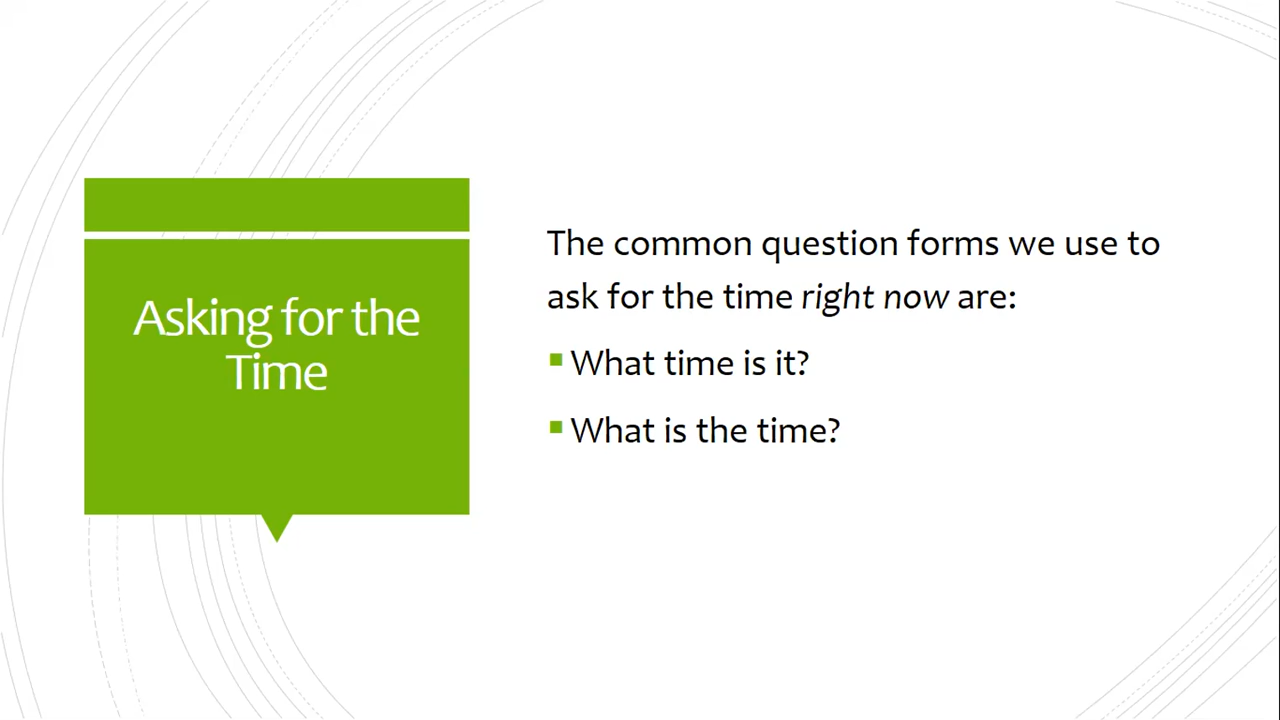 Asking for the
Time
The common question forms we use to
ask for the time right now are:
What time is it?
What is the time?